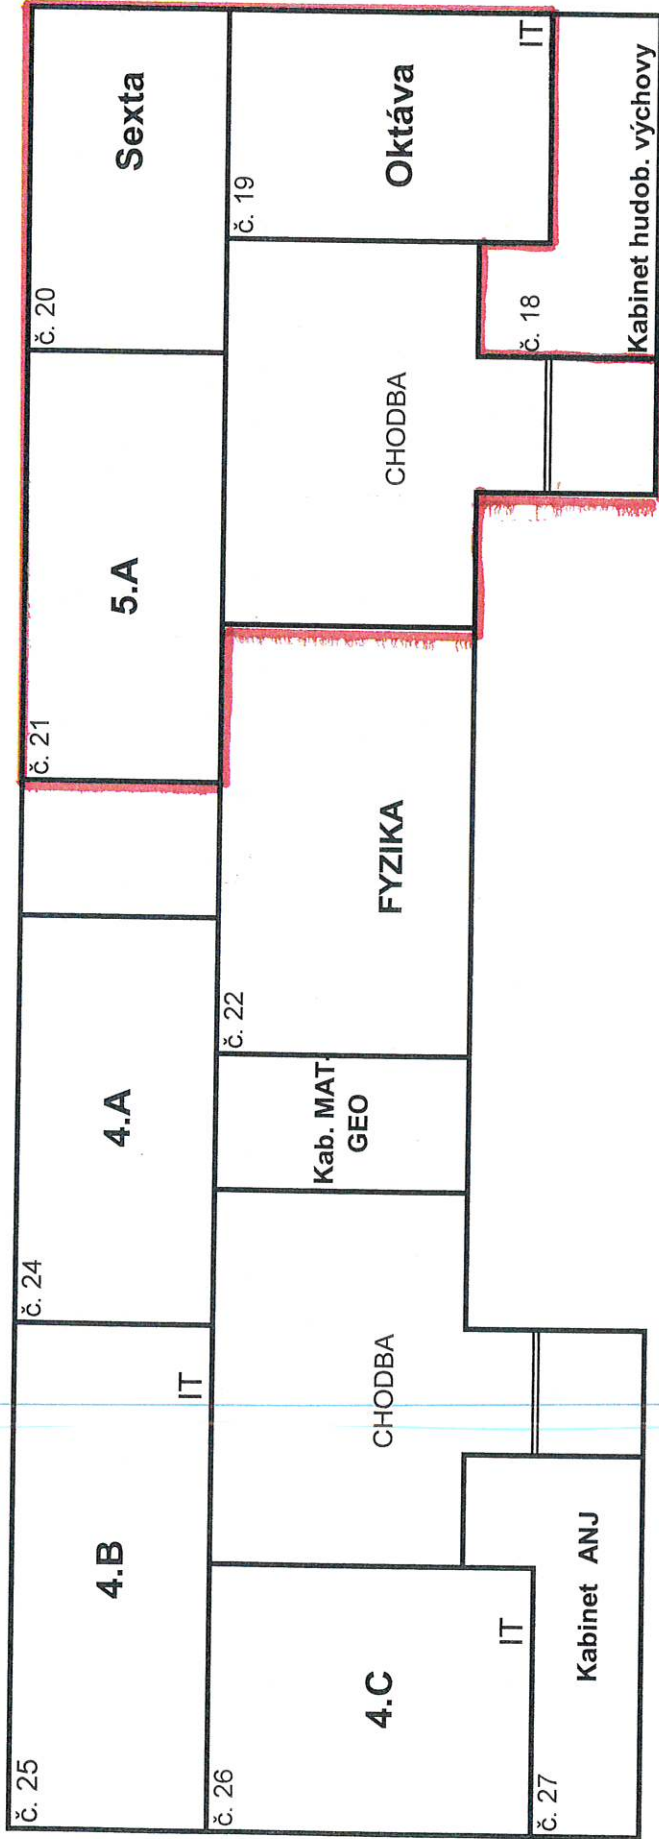 č. 25
4.B
IT
č. 24
4.A
č. 21
5.A
č. 20
Sexta
č. 26
4.C
IT
CHODBA
Kab. MAT-
GEO
č. 22
FYZIKA
CHODBA
č. 19
Oktáva
IT
č. 27
Kabinet ANJ
č. 18
Kabinet hudob. výchovy